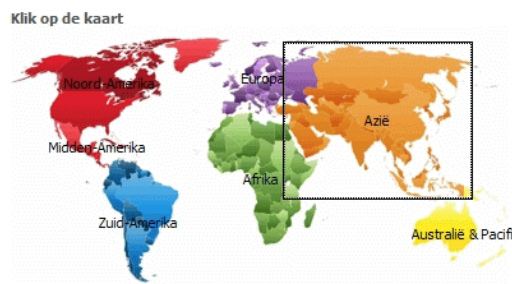 Klik op de kaart
Noord-Amerika
Europa
Azië
Midden-Amerika
Afrika
Zuid-Amerika
Australië & Pacifi